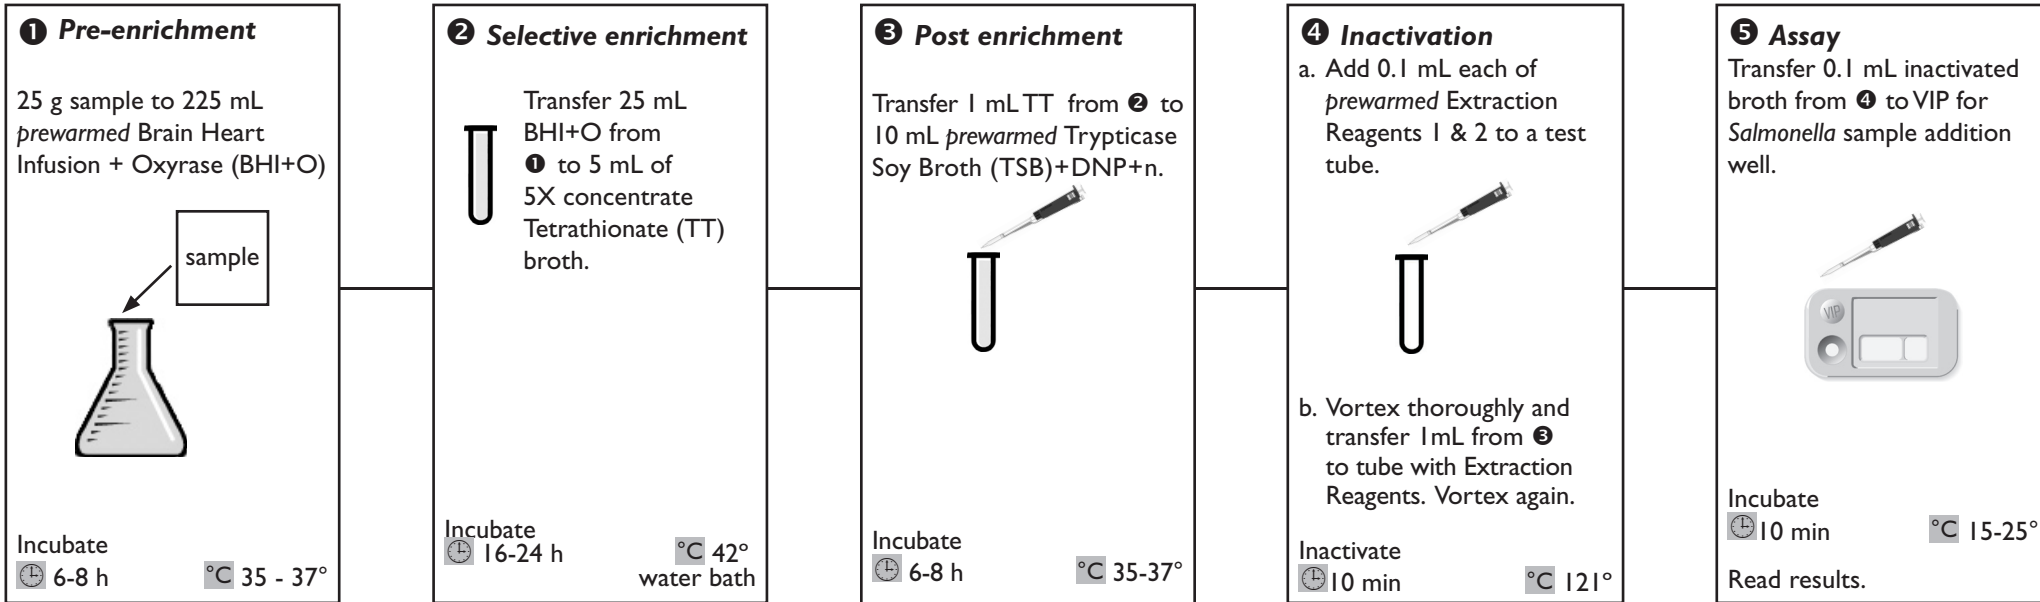 ❶ Pre-enrichment
25 g sample to 225 mL
prewarmed Brain Heart
Infusion + Oxyrase (BHI+O)
sample
Incubate
6-8 h °C 35 - 37°
❷ Selective enrichment
Transfer 25 mL
BHI+O from
❶ to 5 mL of
5X concentrate
Tetrathionate (TT)
broth.
Incubate
16-24 h °C 42º
water bath
❸ Post enrichment
Transfer 1 mL TT from ❷ to
10 mL prewarmed Trypticase
Soy Broth (TSB)+DNP+n.
Incubate
6-8 h °C 35-37°
❹ Inactivation
a. Add 0.1 mL each of
prewarmed Extraction
Reagents 1 & 2 to a test
tube.
b. Vortex thoroughly and
transfer 1mL from ❸
to tube with Extraction
Reagents. Vortex again.
Inactivate
10 min °C 121º
❺ Assay
Transfer 0.1 mL inactivated
broth from ❹ to VIP for
Salmonella sample addition
well.
VIP
Incubate
10 min °C 15-25°
Read results.